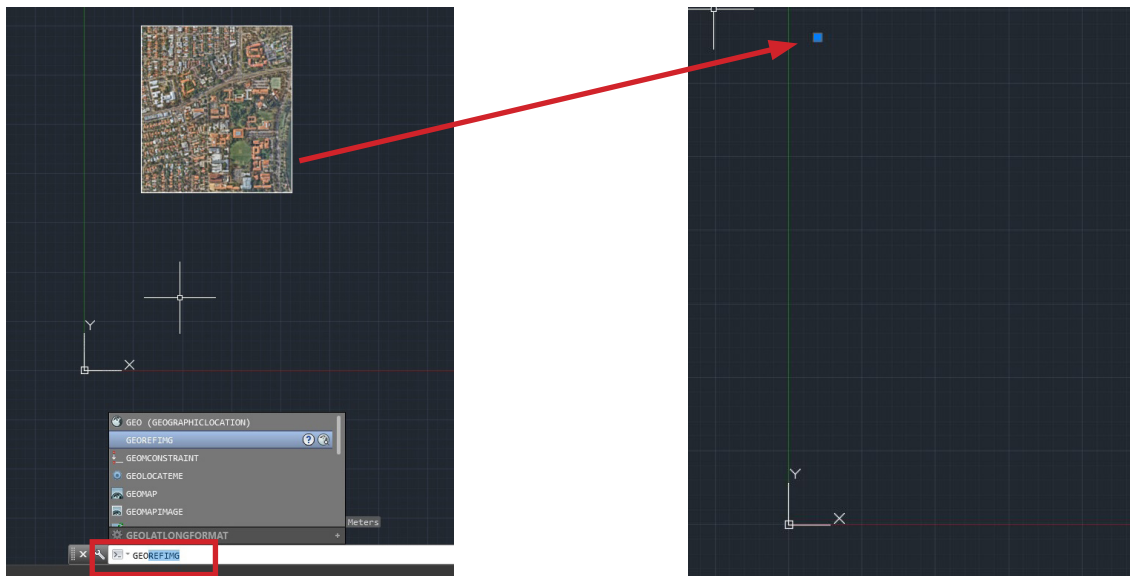 Y
X
GEO (GEOGRAPHICLOCATION)
GEOREFIMG
GEOMCONSTRAINT
GEOLOCATEME
GEOMAP
GEOMAPIMAGE
Meters
GEOLATLONGFORMAT +
GEOREFIMG
Y
X